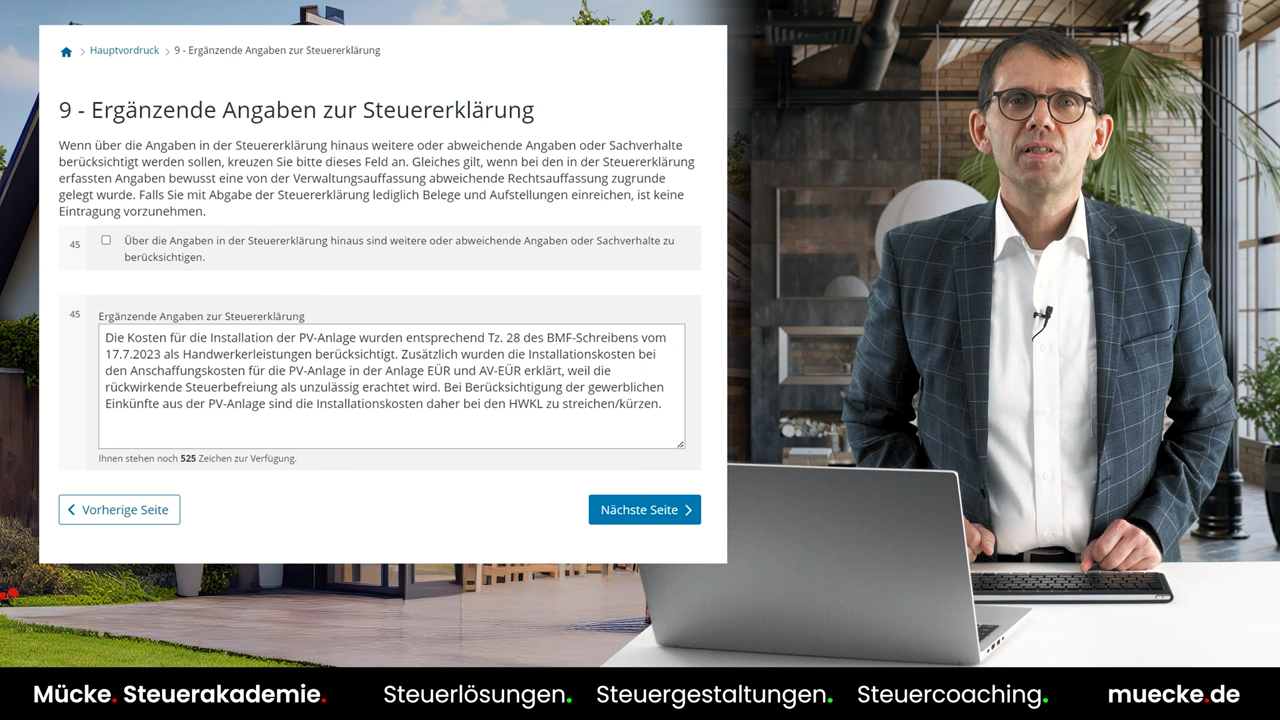 Hauptvordruck
9 - Ergänzende Angaben zur Steuererklärung
9 - Ergänzende Angaben zur Steuererklärung
Wenn über die Angaben in der Steuererklärung hinaus weitere oder abweichende Angaben oder Sachverhalte
berücksichtigt werden sollen, kreuzen Sie bitte dieses Feld an. Gleiches gilt, wenn bei den in der Steuererklärung
erfassten Angaben bewusst eine von der Verwaltungsauffassung abweichende Rechtsauffassung zugrunde
gelegt wurde. Falls Sie mit Abgabe der Steuererklärung lediglich Belege und Aufstellungen einreichen, ist keine
Eintragung vorzunehmen.
45 Über die Angaben in der Steuererklärung hinaus sind weitere oder abweichende Angaben oder Sachverhalte zu
berücksichtigen.
45 Ergänzende Angaben zur Steuererklärung
Die Kosten für die Installation der PV-Anlage wurden entsprechend Tz. 28 des BMF-Schreibens vom
17.7.2023 als Handwerkerleistungen berücksichtigt. Zusätzlich wurden die Installationskosten bei
den Anschaffungskosten für die PV-Anlage in der Anlage EÜR und AV-EÜR erklärt, weil die
rückwirkende Steuerbefreiung als unzulässig erachtet wird. Bei Berücksichtigung der gewerblichen
Einkünfte aus der PV-Anlage sind die Installationskosten daher bei den HWKL zu streichen/kürzen.
Ihnen stehen noch 525 Zeichen zur Verfügung.
Vorherige Seite
Nächste Seite
Mücke. Steuerakademie. Steuerlösungen. Steuergestaltungen. Steuercoaching. muecke.de